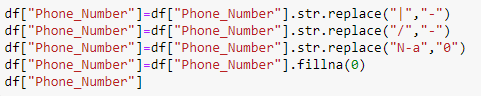 df["Phone_Number"]=df["Phone_Number"].str.replace("|","-")
df["Phone_Number"]=df["Phone_Number"].str.replace("/","-")
df["Phone_Number"]=df["Phone_Number"].str.replace("N-a","0")
df["Phone_Number"]=df["Phone_Number"].fillna(0)
df["Phone_Number"]